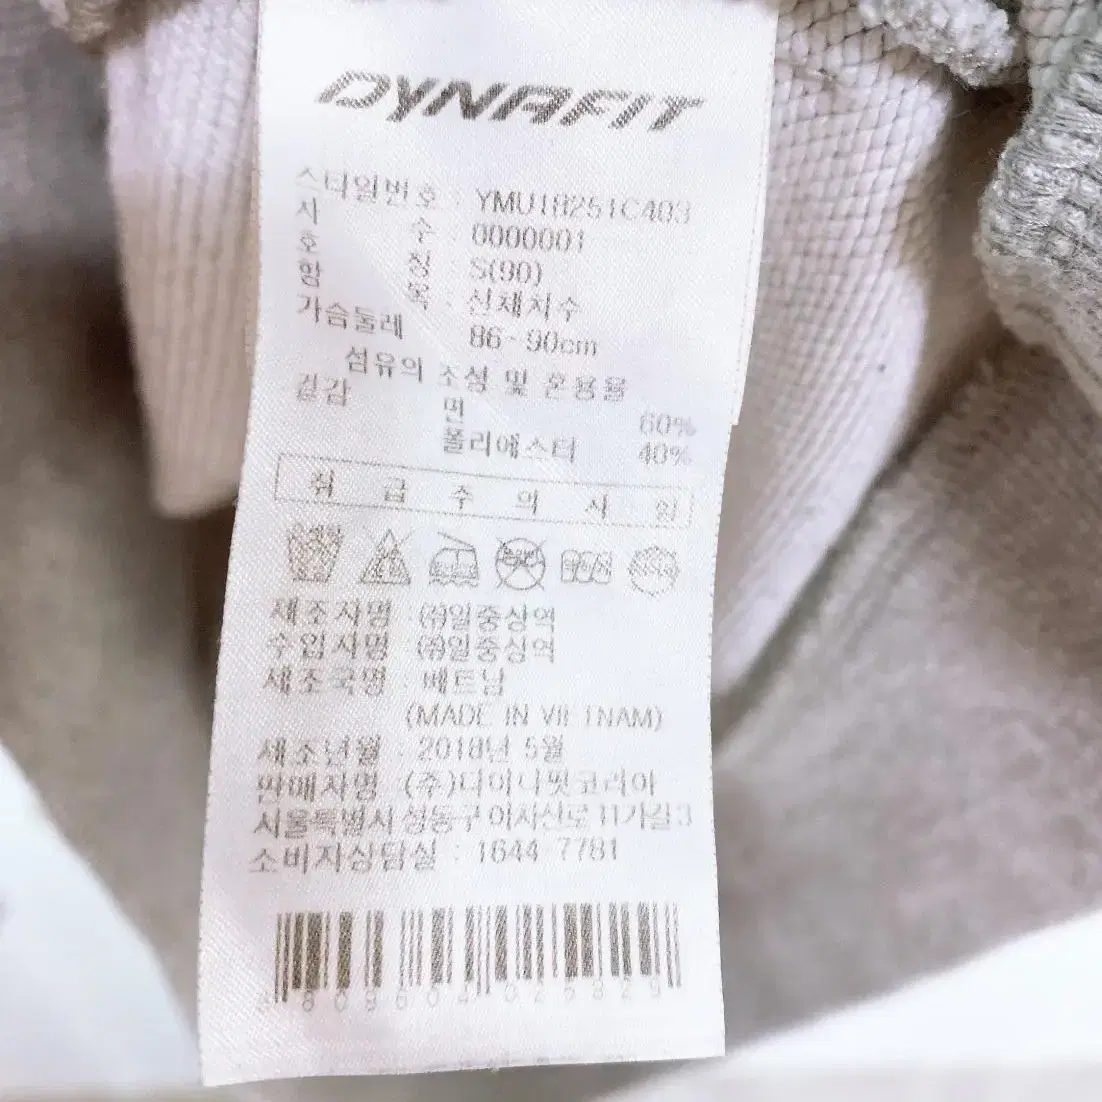 DYNAFIT
스타일번호 : YMU18251C403
차 수 : 0000001
호 칭 : S(90)
항 목 : 신체치수
가슴둘레 86-90cm
섬유의 조성 및 혼용율
겉감 면 60%
폴리에스터 40%
취 급 주 의 사 항
제조자명 : ㈜일중상역
수입자명 : ㈜일중상역
제조국명 : 베트남
(MADE IN VIETNAM)
제조년월 : 2018년 5월
판매자명 : (주)다이나핏코리아
서울특별시 성동구 아차산로 11가길 3
소비자상담실 : 1644-7781